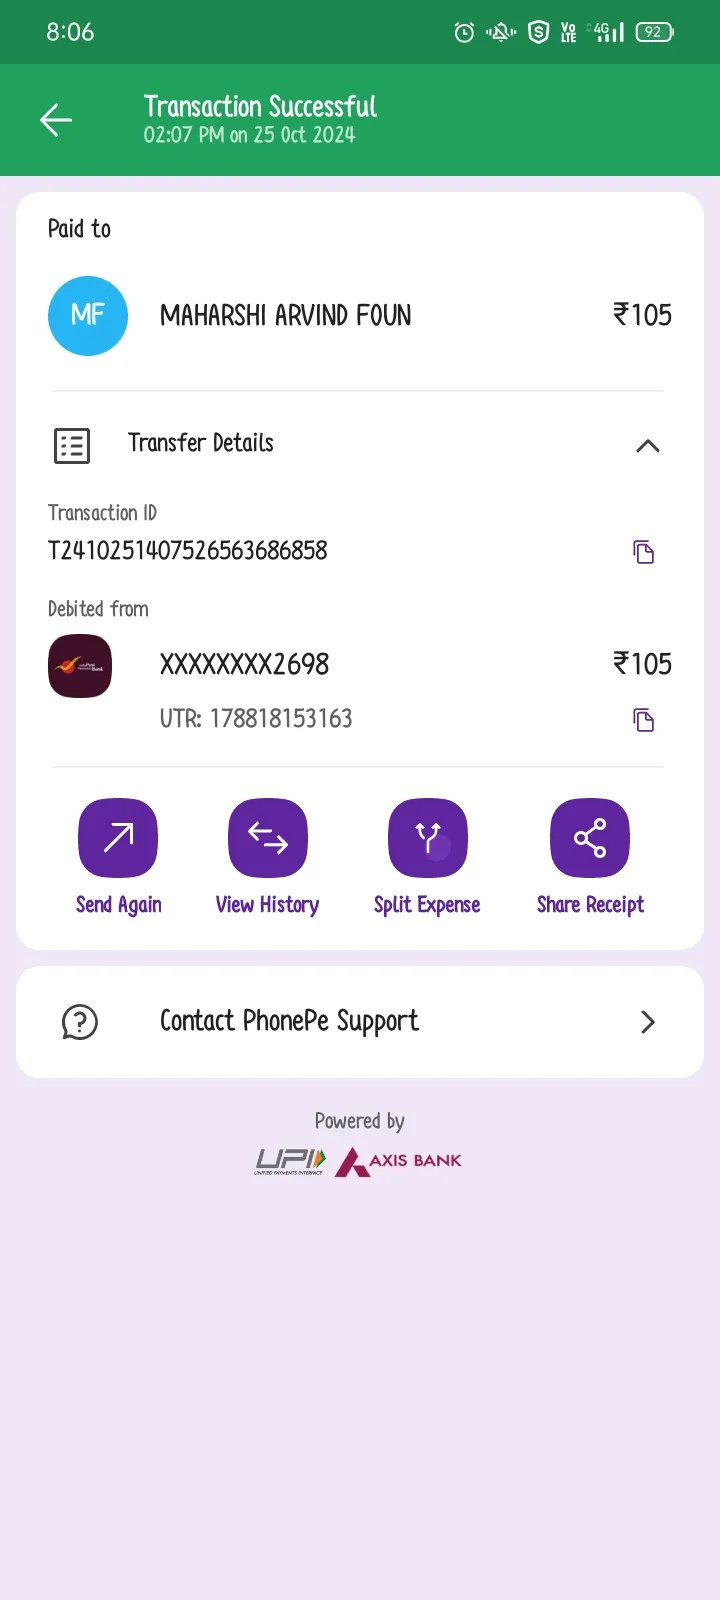 8:06
Vo LTE 4G 92
Transaction Successful
02:07 PM on 25 Oct 2024
Paid to
MF MAHARSHI ARVIND FOUN ₹105
Transfer Details
Transaction ID
T2410251407526563686858
Debited from
XXXXXXXX2698 ₹105
UTR: 178818153163
Send Again View History Split Expense Share Receipt
Contact PhonePe Support
Powered by
UPI AXIS BANK
UNIFIED PAYMENTS INTERFACE